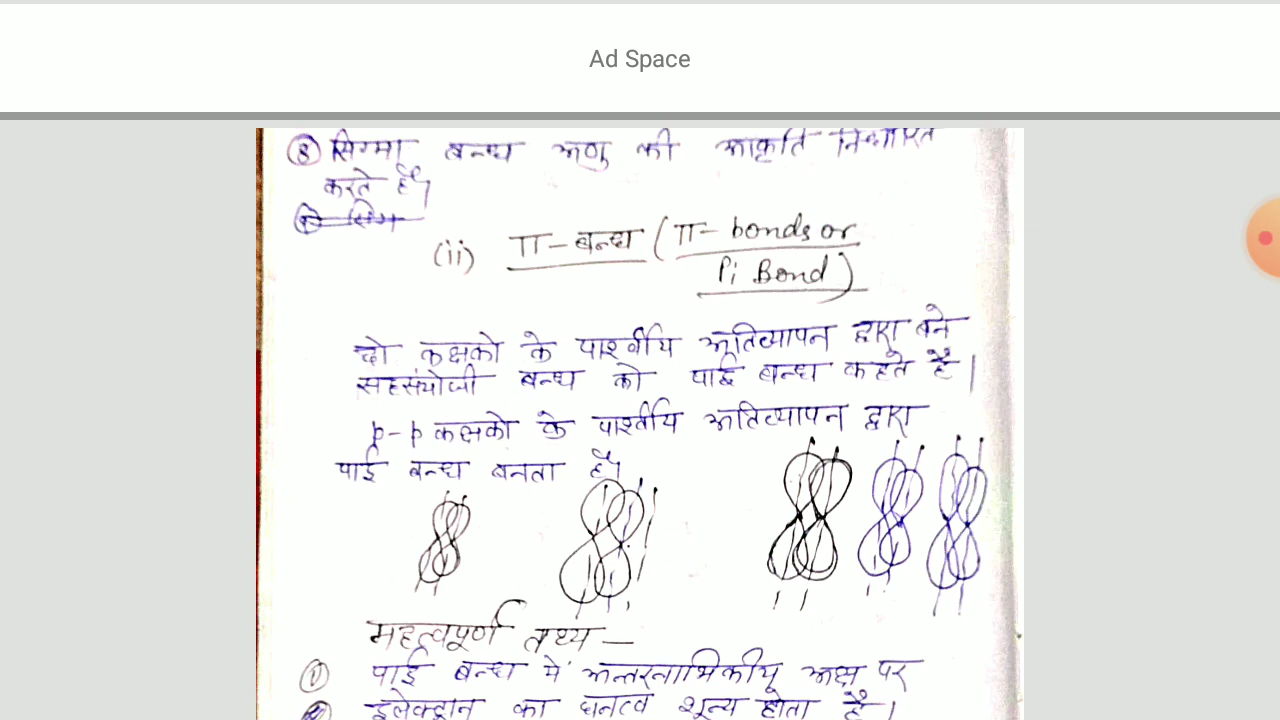 Ad Space
③ सिग्मा बन्ध अणु की आकृति निर्धारित
करते है।
(ii) π-बन्ध (π- bonds or
Pi Bond)
दो कक्षको के पार्श्वीय अतिव्यापन द्वारा बने
सहसंयोजी बन्ध को पाई बन्ध कहते है।
p-p कक्षको के पार्श्वीय अतिव्यापन द्वारा
पाई बन्ध बनता है।
महत्वपूर्ण तथ्य —
① पाई बन्ध मे अन्तरनाभिकीय अक्ष पर
② इलेक्ट्रान का घनत्व शून्य होता है।